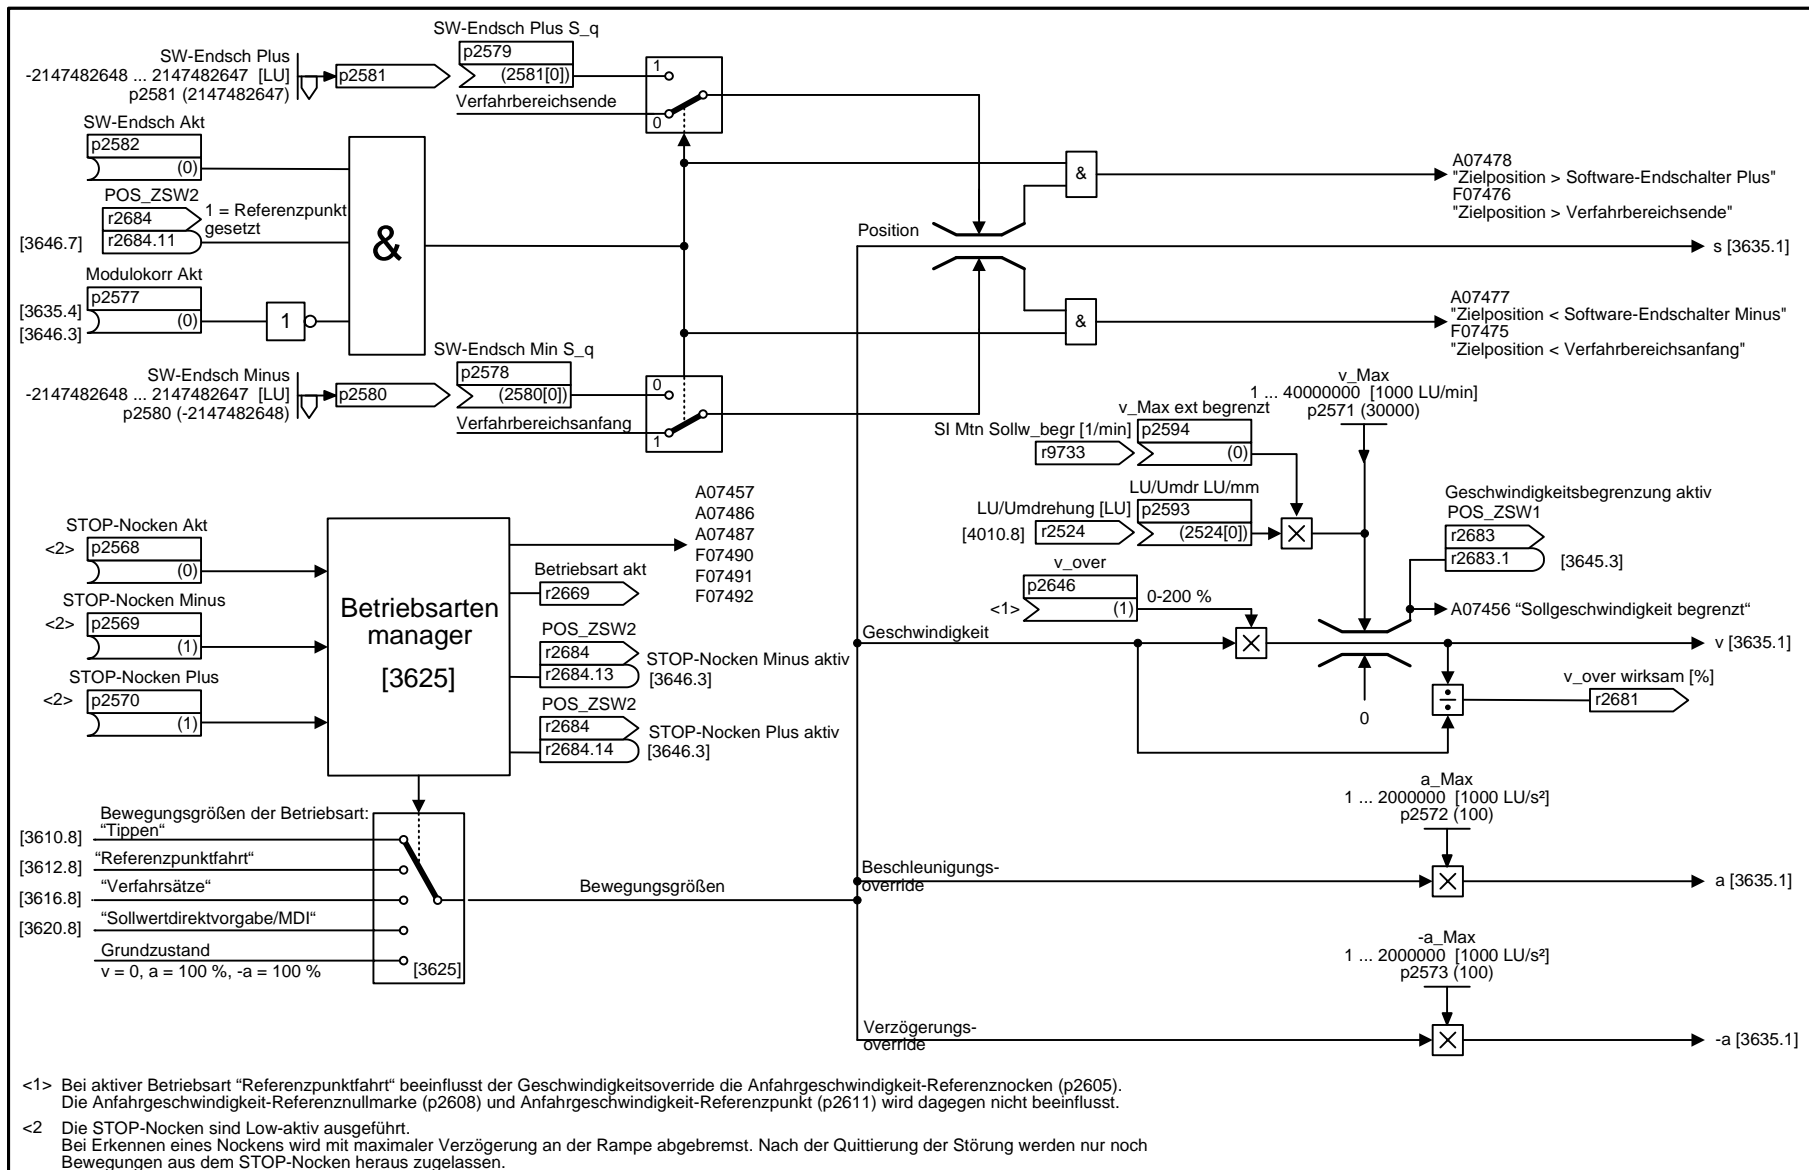 SW-Endsch Plus
-2147482648 ... 2147482647 [LU]
p2581 (2147482647)
p2581
SW-Endsch Plus S_q
p2579
(2581[0])
Verfahrbereichsende
1
0
SW-Endsch Akt
p2582
(0)
POS_ZSW2
r2684
r2684.11
1 = Referenzpunkt
gesetzt
[3646.7]
Modulokorr Akt
p2577
(0)
[3635.4]
[3646.3]
1
&
SW-Endsch Minus
-2147482648 ... 2147482647 [LU]
p2580 (-2147482648)
p2580
SW-Endsch Min S_q
p2578
(2580[0])
Verfahrbereichsanfang
0
1
Position
&
A07478
"Zielposition > Software-Endschalter Plus"
F07476
"Zielposition > Verfahrbereichsende"
s [3635.1]
&
A07477
"Zielposition < Software-Endschalter Minus"
F07475
"Zielposition < Verfahrbereichsanfang"
v_Max
1 ... 40000000 [1000 LU/min]
p2571 (30000)
v_Max ext begrenzt
SI Mtn Sollw_begr [1/min]
r9733
p2594
(0)
LU/Umdr LU/mm
LU/Umdrehung [LU]
[4010.8]
r2524
p2593
(2524[0])
v_over
p2646
<1>
(1)
0-200 %
Geschwindigkeit
0
Geschwindigkeitsbegrenzung aktiv
POS_ZSW1
r2683
r2683.1
[3645.3]
A07456 “Sollgeschwindigkeit begrenzt“
v [3635.1]
v_over wirksam [%]
r2681
STOP-Nocken Akt
<2>
p2568
(0)
STOP-Nocken Minus
<2>
p2569
(1)
STOP-Nocken Plus
<2>
p2570
(1)
Betriebsarten
manager
[3625]
A07457
A07486
A07487
F07490
F07491
F07492
Betriebsart akt
r2669
POS_ZSW2
r2684
r2684.13
STOP-Nocken Minus aktiv
[3646.3]
POS_ZSW2
r2684
r2684.14
STOP-Nocken Plus aktiv
[3646.3]
Bewegungsgrößen der Betriebsart:
[3610.8]
“Tippen“
[3612.8]
“Referenzpunktfahrt“
[3616.8]
“Verfahrsätze“
[3620.8]
“Sollwertdirektvorgabe/MDI“
Grundzustand
v = 0, a = 100 %, -a = 100 %
[3625]
Bewegungsgrößen
a_Max
1 ... 2000000 [1000 LU/s²]
p2572 (100)
Beschleunigungs-
override
a [3635.1]
-a_Max
1 ... 2000000 [1000 LU/s²]
p2573 (100)
Verzögerungs-
override
-a [3635.1]
<1> Bei aktiver Betriebsart “Referenzpunktfahrt“ beeinflusst der Geschwindigkeitsoverride die Anfahrgeschwindigkeit-Referenznocken (p2605).
Die Anfahrgeschwindigkeit-Referenznullmarke (p2608) und Anfahrgeschwindigkeit-Referenzpunkt (p2611) wird dagegen nicht beeinflusst.
<2 Die STOP-Nocken sind Low-aktiv ausgeführt.
Bei Erkennen eines Nockens wird mit maximaler Verzögerung an der Rampe abgebremst. Nach der Quittierung der Störung werden nur noch
Bewegungen aus dem STOP-Nocken heraus zugelassen.